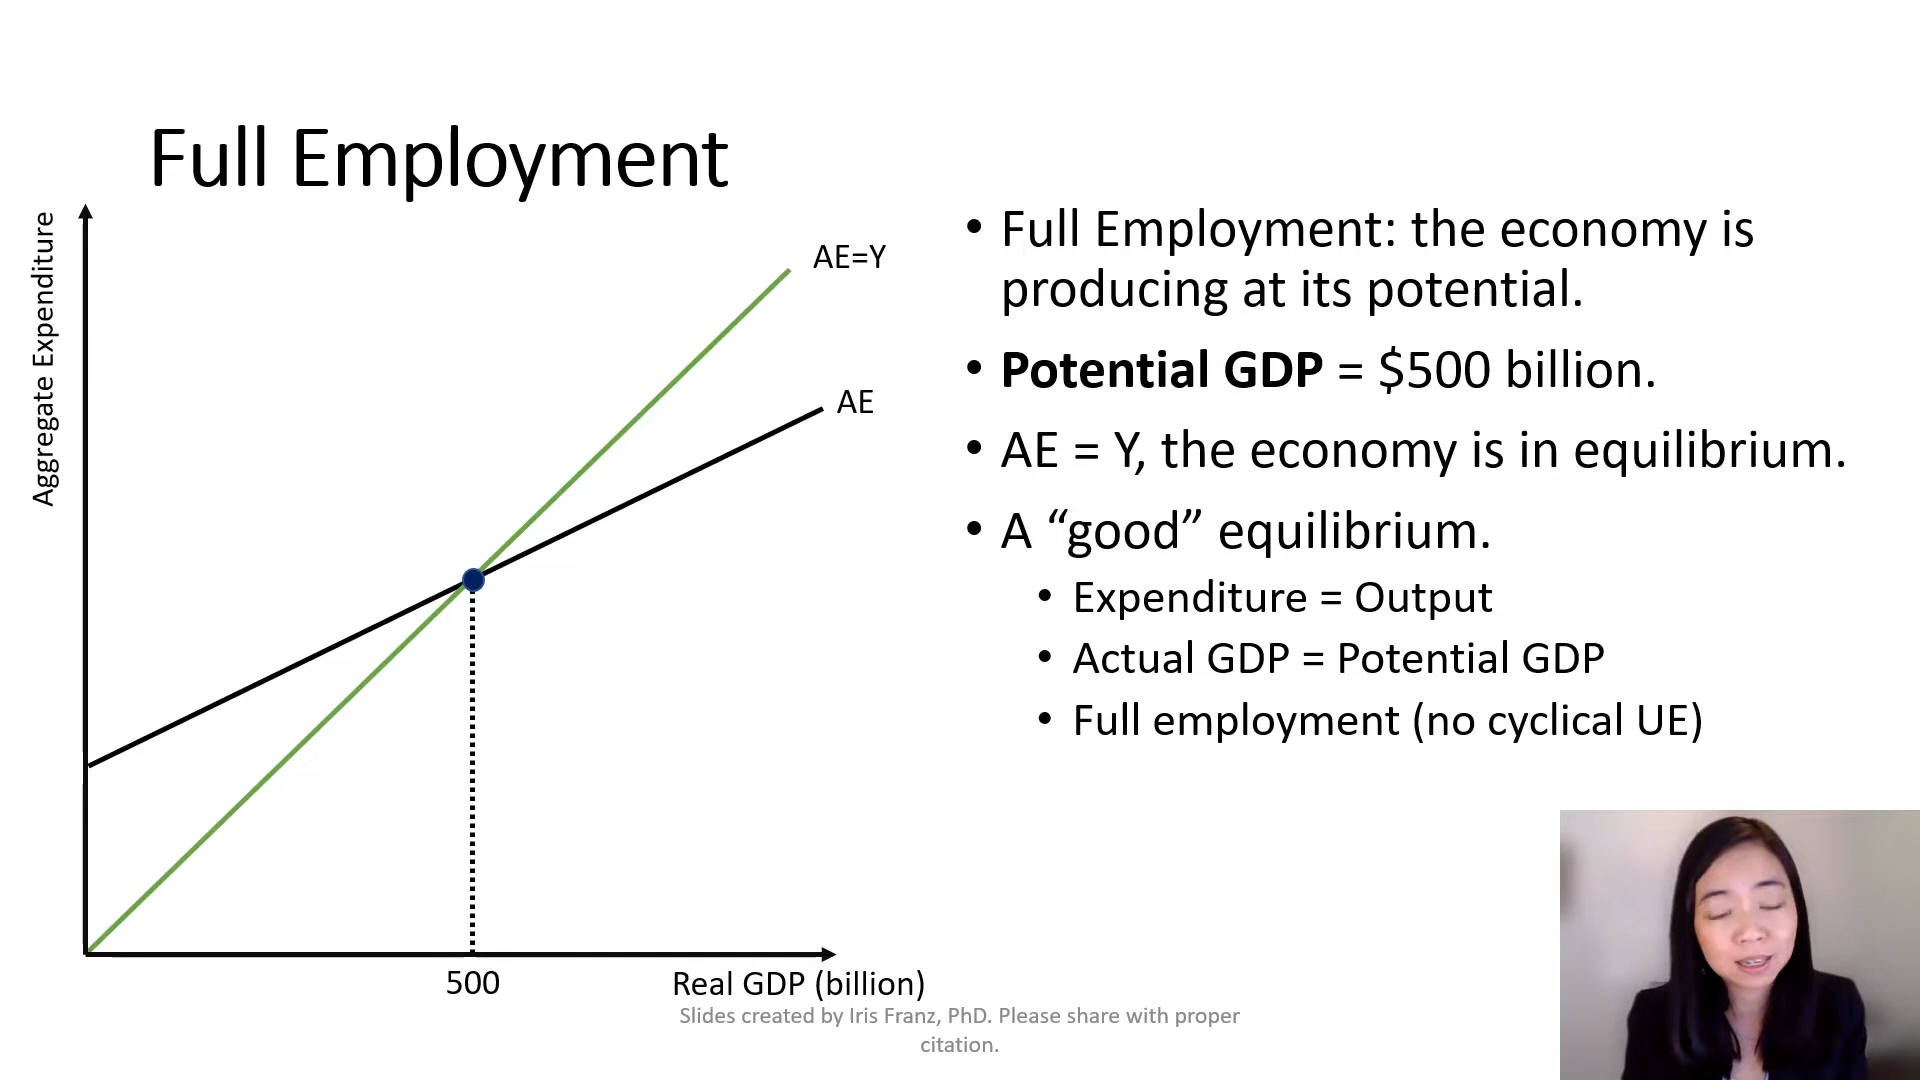 Full Employment
Aggregate Expenditure
AE=Y
AE
500
Real GDP (billion)
• Full Employment: the economy is
producing at its potential.
• Potential GDP = $500 billion.
• AE = Y, the economy is in equilibrium.
• A “good” equilibrium.
• Expenditure = Output
• Actual GDP = Potential GDP
• Full employment (no cyclical UE)
Slides created by Iris Franz, PhD. Please share with proper
citation.